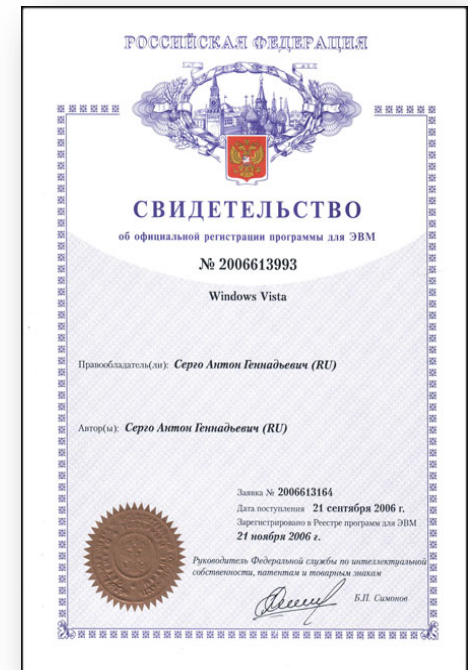 РОССИЙСКАЯ ФЕДЕРАЦИЯ
СВИДЕТЕЛЬСТВО
об официальной регистрации программы для ЭВМ
№ 2006613993
Windows Vista
Правообладатель(ли): Серго Антон Геннадьевич (RU)
Автор(ы): Серго Антон Геннадьевич (RU)
Заявка № 2006613164
Дата поступления 21 сентября 2006 г.
Зарегистрировано в Реестре программ для ЭВМ
21 ноября 2006 г.
Руководитель Федеральной службы по интеллектуальной
собственности, патентам и товарным знакам
Б.П. Симонов